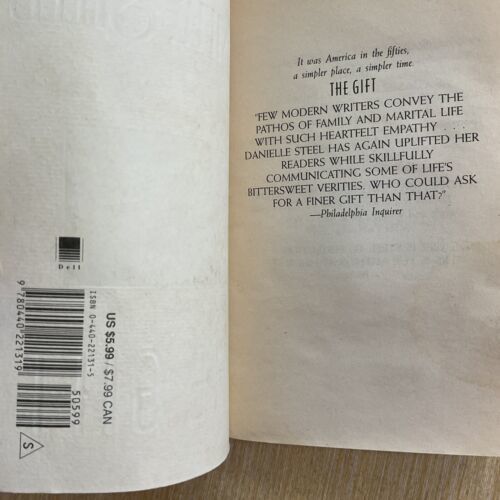 Dell
ISBN 0-440-22131-5
US $5.99 / $7.99 CAN
9 780440 221319
50599
S
It was America in the fifties,
a simpler place, a simpler time.
THE GIFT
"FEW MODERN WRITERS CONVEY THE
PATHOS OF FAMILY AND MARITAL LIFE
WITH SUCH HEARTFELT EMPATHY . . .
DANIELLE STEEL HAS AGAIN UPLIFTED HER
READERS WHILE SKILLFULLY
COMMUNICATING SOME OF LIFE'S
BITTERSWEET VERITIES. WHO COULD ASK
FOR A FINER GIFT THAN THAT?"
—Philadelphia Inquirer